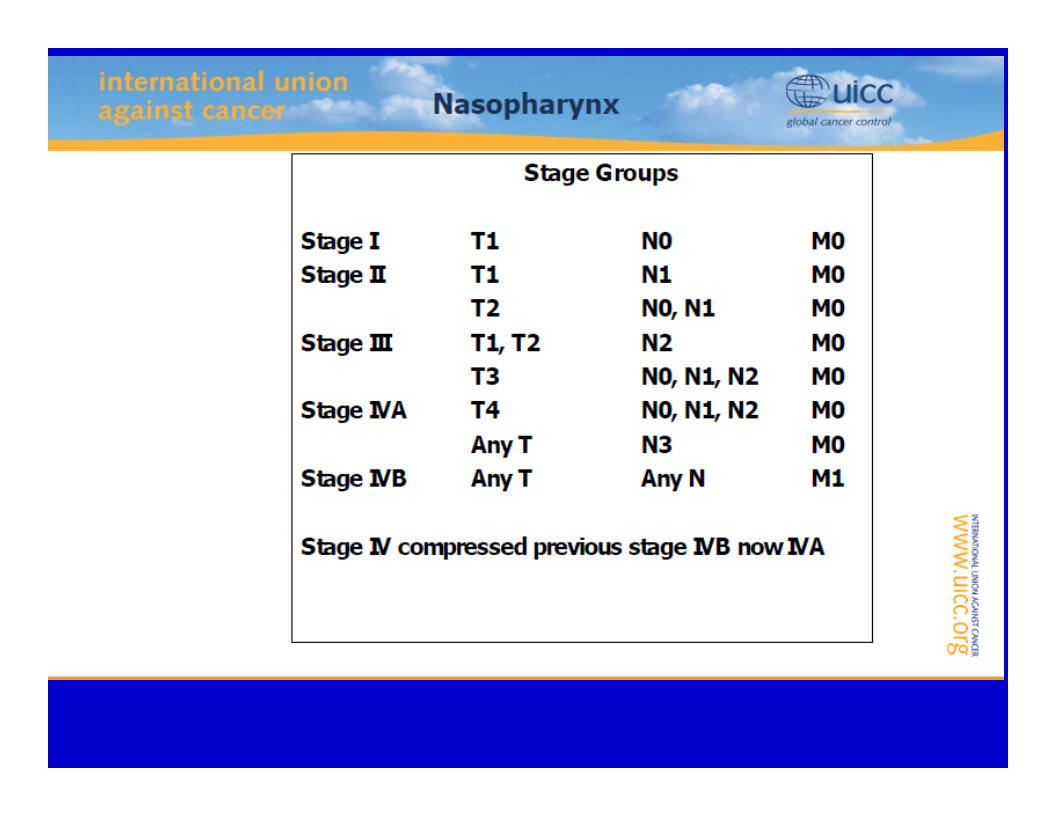 international union
against cancer
Nasopharynx
uicc
global cancer control
Stage Groups
Stage I T1 N0 M0
Stage II T1 N1 M0
T2 N0, N1 M0
Stage III T1, T2 N2 M0
T3 N0, N1, N2 M0
Stage IVA T4 N0, N1, N2 M0
Any T N3 M0
Stage IVB Any T Any N M1
Stage IV compressed previous stage IVB now IVA
INTERNATIONAL UNION AGAINST CANCER
www.uicc.org